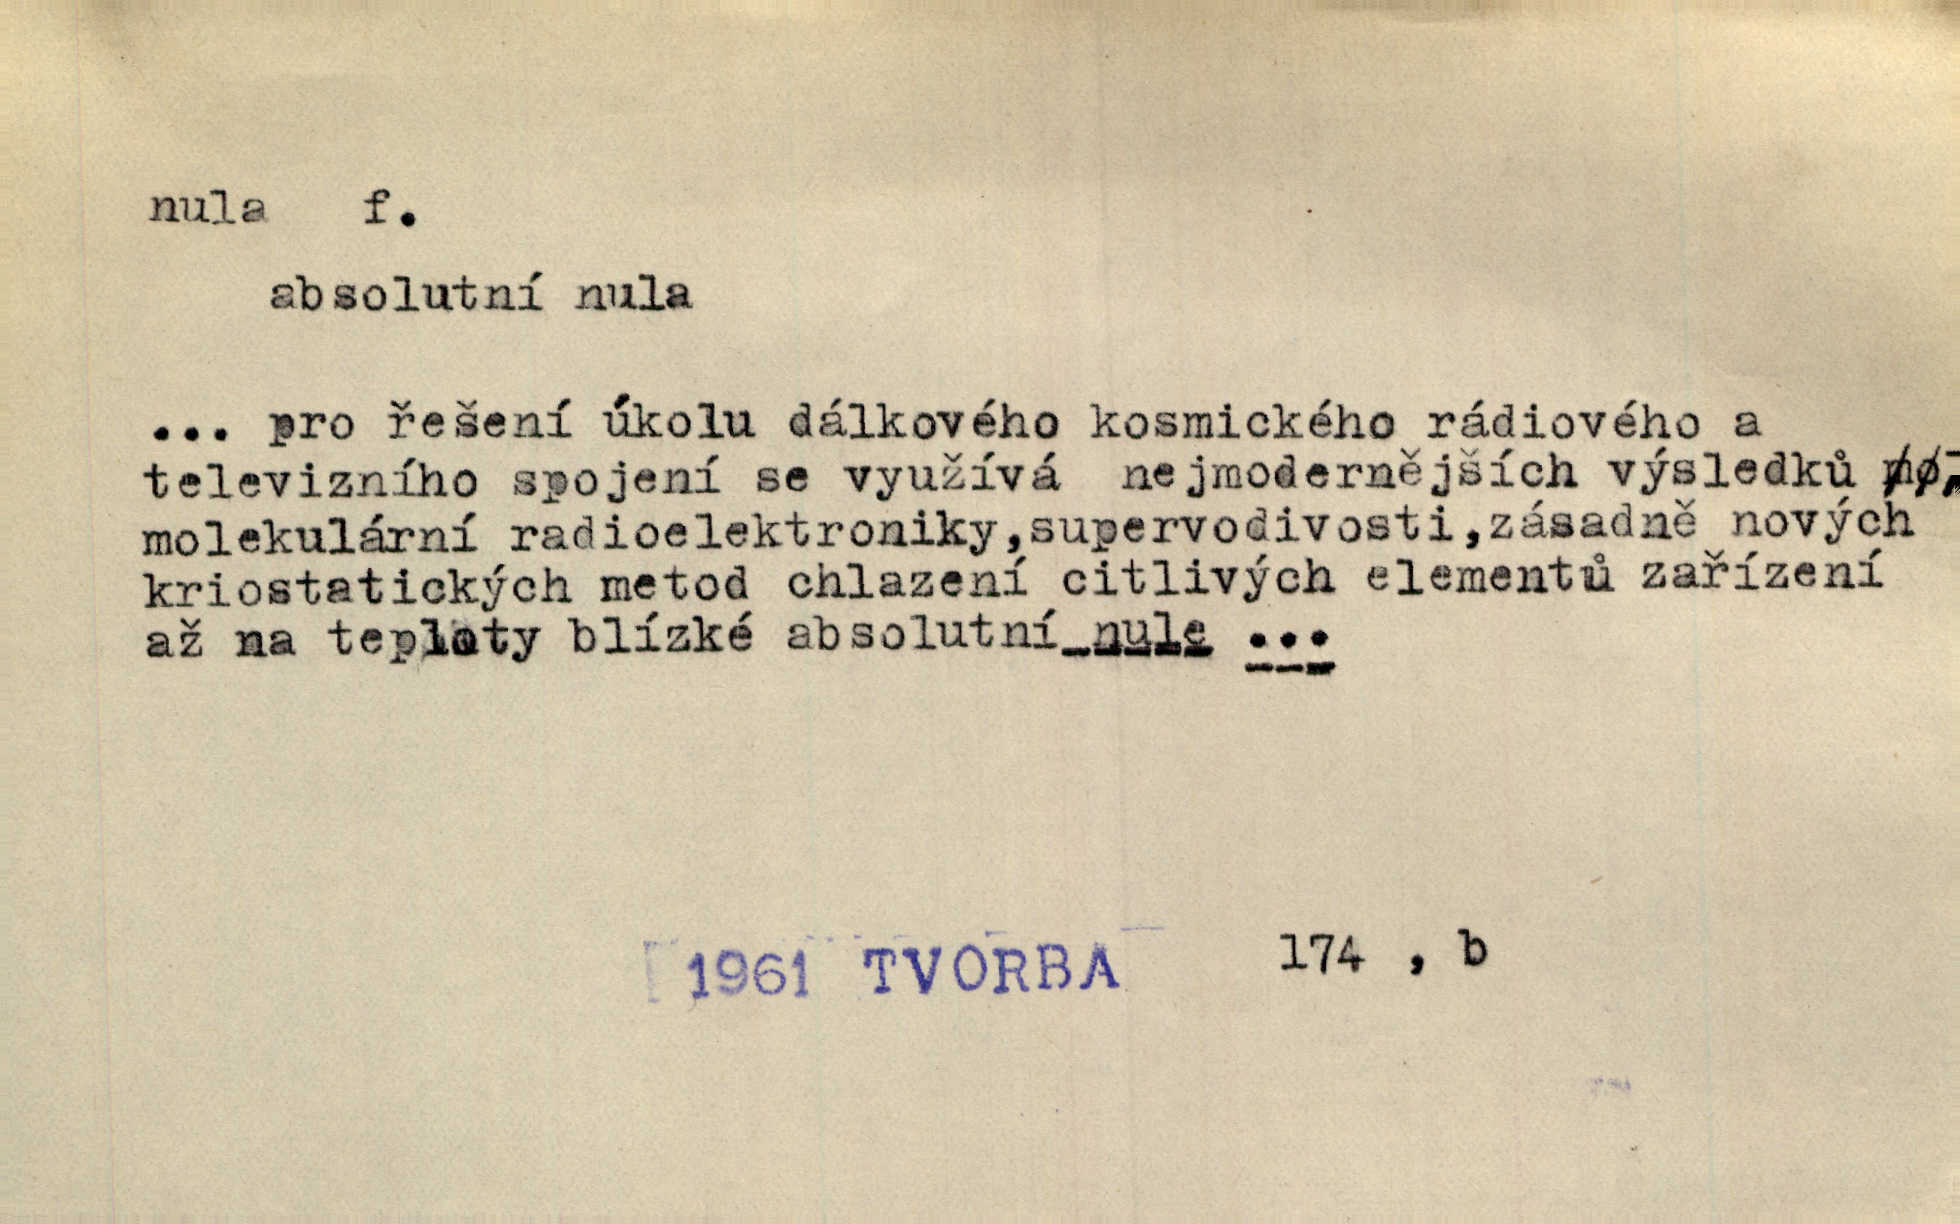 nula f.
absolutní nula
... pro řešení úkolu dálkového kosmického rádiového a
televizního spojení se využívá nejmodernějších výsledků
molekulární radioelektroniky,supervodivosti,zásadně nových
kriostatických metod chlazení citlivých elementů zařízení
až na teploty blízké absolutní nule ...
1961 TVORBA 174 , b